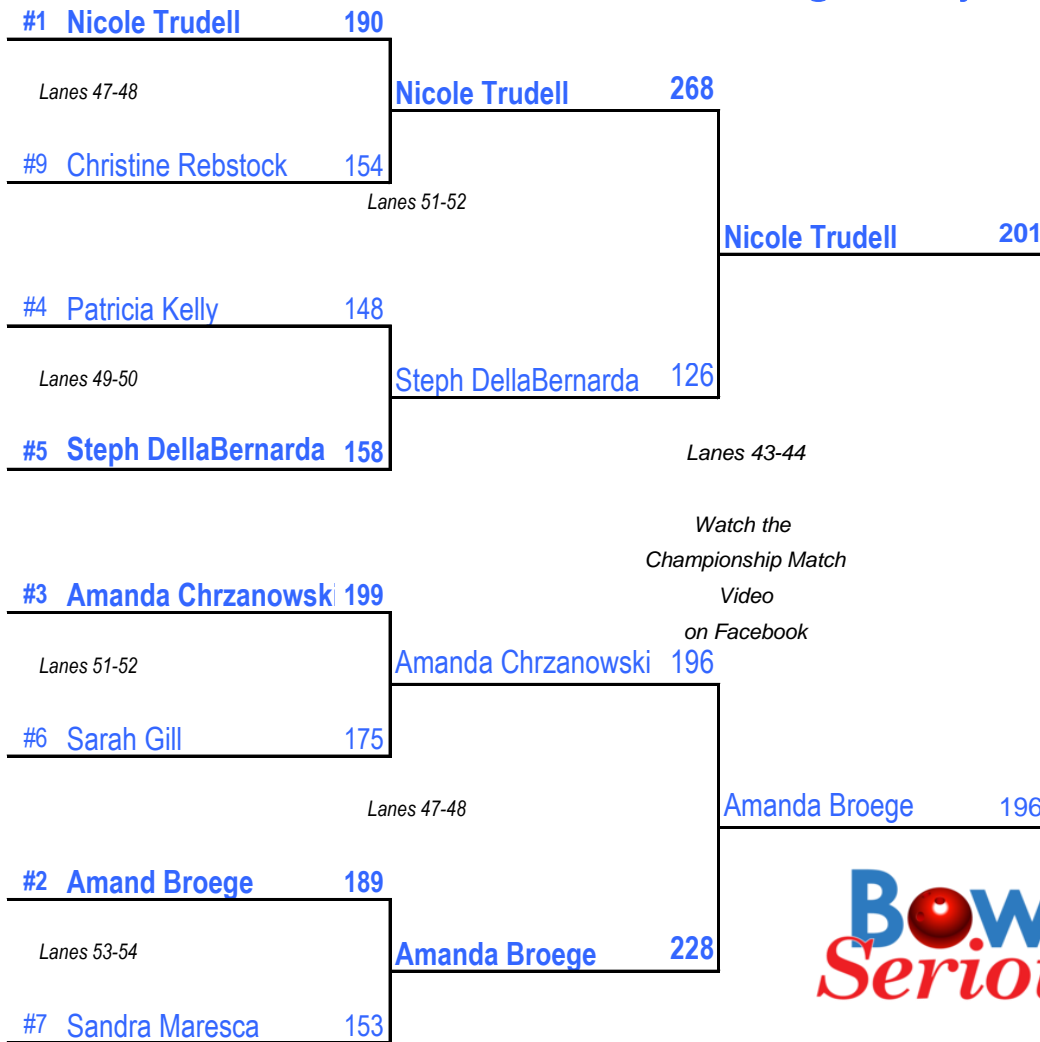 #1 Nicole Trudell 190
Lanes 47-48
Nicole Trudell 268
#9 Christine Rebstock 154
Lanes 51-52
Nicole Trudell 201
#4 Patricia Kelly 148
Lanes 49-50
Steph DellaBernarda 126
#5 Steph DellaBernarda 158
Lanes 43-44
Watch the
Championship Match
#3 Amanda Chrzanowski 199
Video
on Facebook
Lanes 51-52
Amanda Chrzanowski 196
#6 Sarah Gill 175
Lanes 47-48
Amanda Broege 196
#2 Amand Broege 189
Lanes 53-54
Amanda Broege 228
Bow
Seriou
#7 Sandra Maresca 153